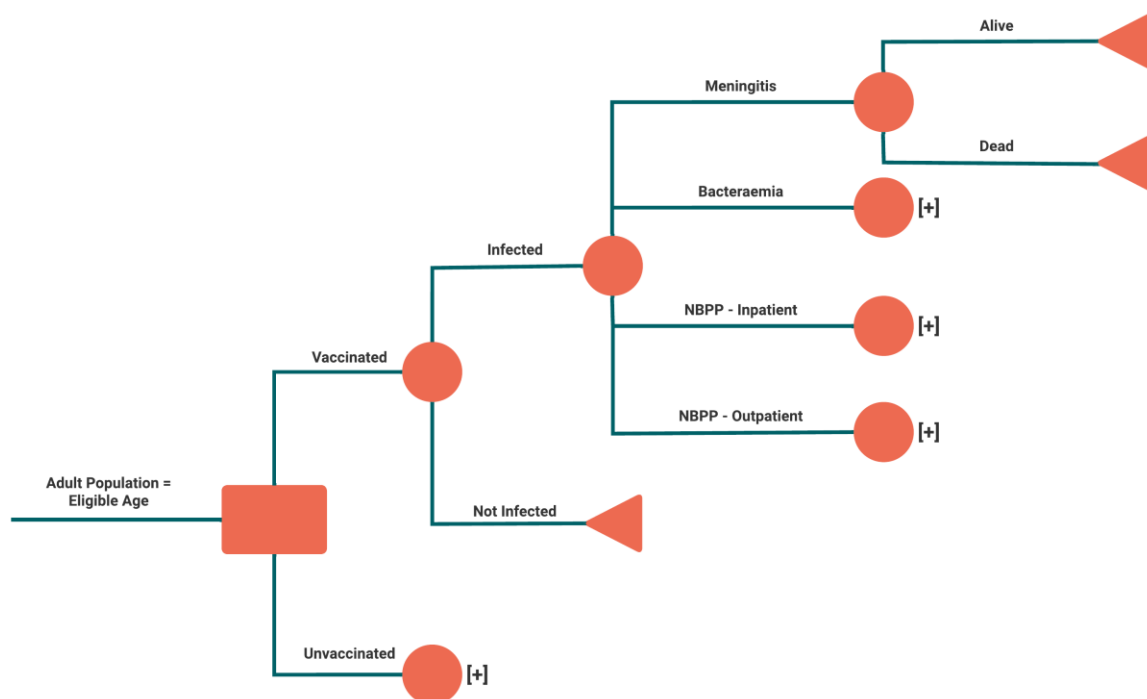 Alive
Meningitis
Dead
Bacteraemia
[+]
Infected
NBPP - Inpatient
[+]
Vaccinated
NBPP - Outpatient
[+]
Adult Population =
Eligible Age
Not Infected
Unvaccinated
[+]